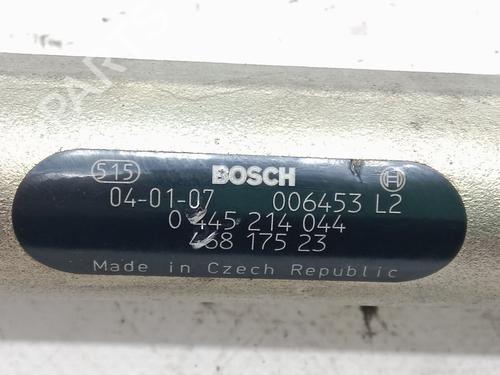 515 BOSCH
04-01-07 006453 L2
0 445 214 044
468 175 23
Made in Czech Republic